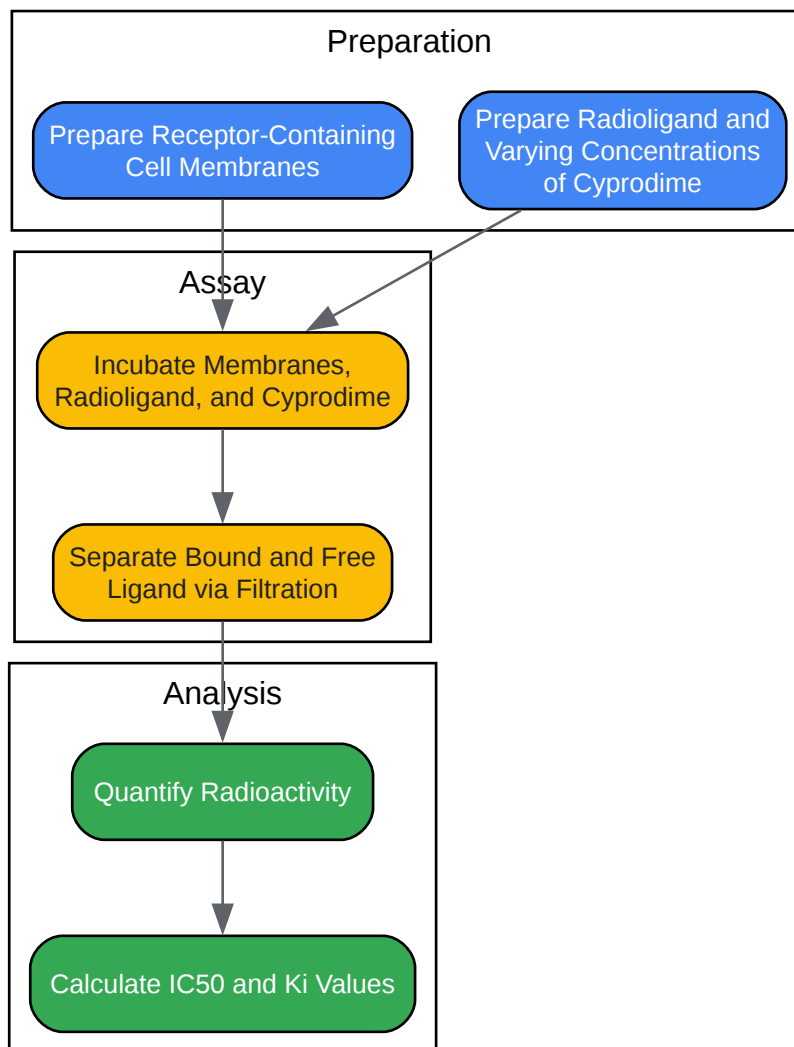 Preparation
Prepare Receptor-Containing
Cell Membranes
Prepare Radioligand and
Varying Concentrations
of Cyprodime
Assay
Incubate Membranes,
Radioligand, and Cyprodime
Separate Bound and Free
Ligand via Filtration
Analysis
Quantify Radioactivity
Calculate IC50 and Ki Values